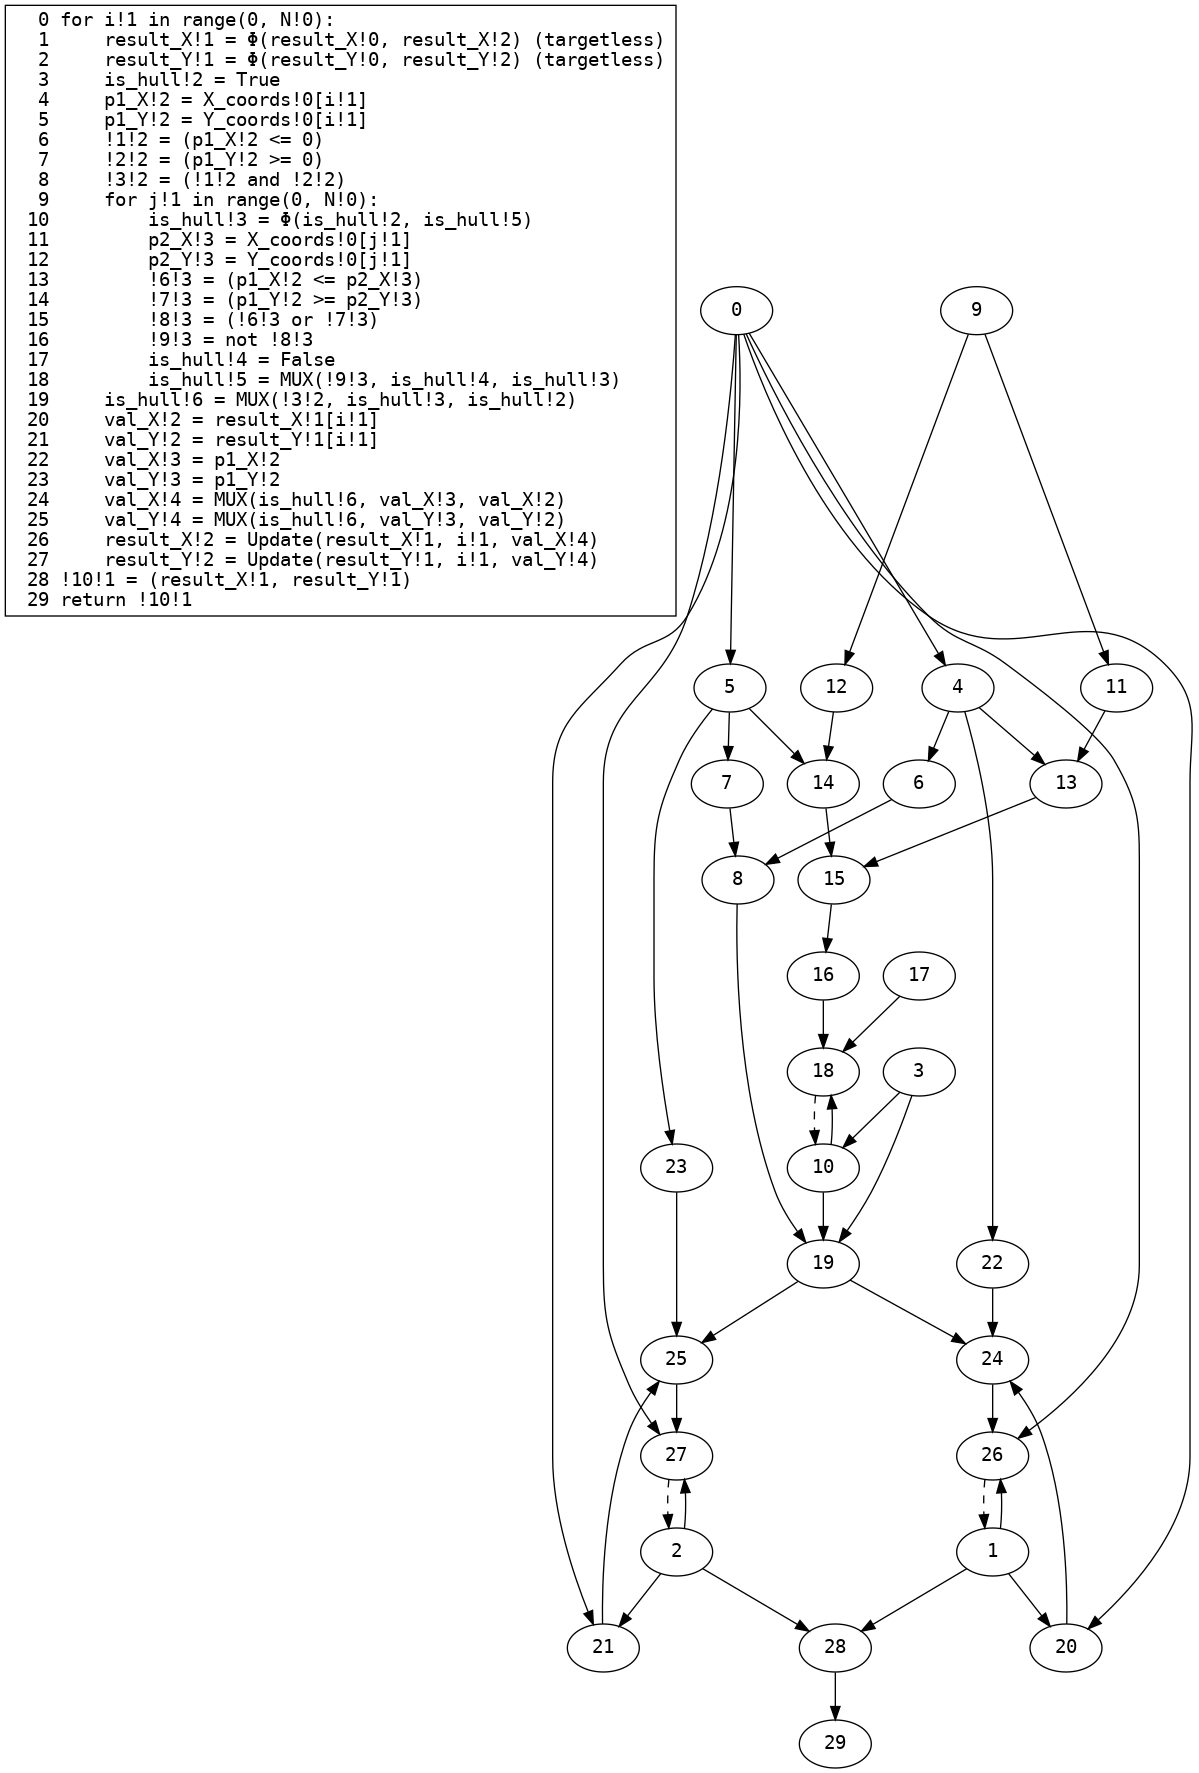 0 for i!1 in range(0, N!0):
 1     result_X!1 = Φ(result_X!0, result_X!2) (targetless)
 2     result_Y!1 = Φ(result_Y!0, result_Y!2) (targetless)
 3     is_hull!2 = True
 4     p1_X!2 = X_coords!0[i!1]
 5     p1_Y!2 = Y_coords!0[i!1]
 6     !1!2 = (p1_X!2 <= 0)
 7     !2!2 = (p1_Y!2 >= 0)
 8     !3!2 = (!1!2 and !2!2)
 9     for j!1 in range(0, N!0):
10         is_hull!3 = Φ(is_hull!2, is_hull!5)
11         p2_X!3 = X_coords!0[j!1]
12         p2_Y!3 = Y_coords!0[j!1]
13         !6!3 = (p1_X!2 <= p2_X!3)
14         !7!3 = (p1_Y!2 >= p2_Y!3)
15         !8!3 = (!6!3 or !7!3)
16         !9!3 = not !8!3
17         is_hull!4 = False
18         is_hull!5 = MUX(!9!3, is_hull!4, is_hull!3)
19     is_hull!6 = MUX(!3!2, is_hull!3, is_hull!2)
20     val_X!2 = result_X!1[i!1]
21     val_Y!2 = result_Y!1[i!1]
22     val_X!3 = p1_X!2
23     val_Y!3 = p1_Y!2
24     val_X!4 = MUX(is_hull!6, val_X!3, val_X!2)
25     val_Y!4 = MUX(is_hull!6, val_Y!3, val_Y!2)
26     result_X!2 = Update(result_X!1, i!1, val_X!4)
27     result_Y!2 = Update(result_Y!1, i!1, val_Y!4)
28 !10!1 = (result_X!1, result_Y!1)
29 return !10!1
0
9
5
12
4
11
7
14
6
13
8
15
16
17
18
3
23
10
19
22
25
24
27
26
2
1
21
28
20
29